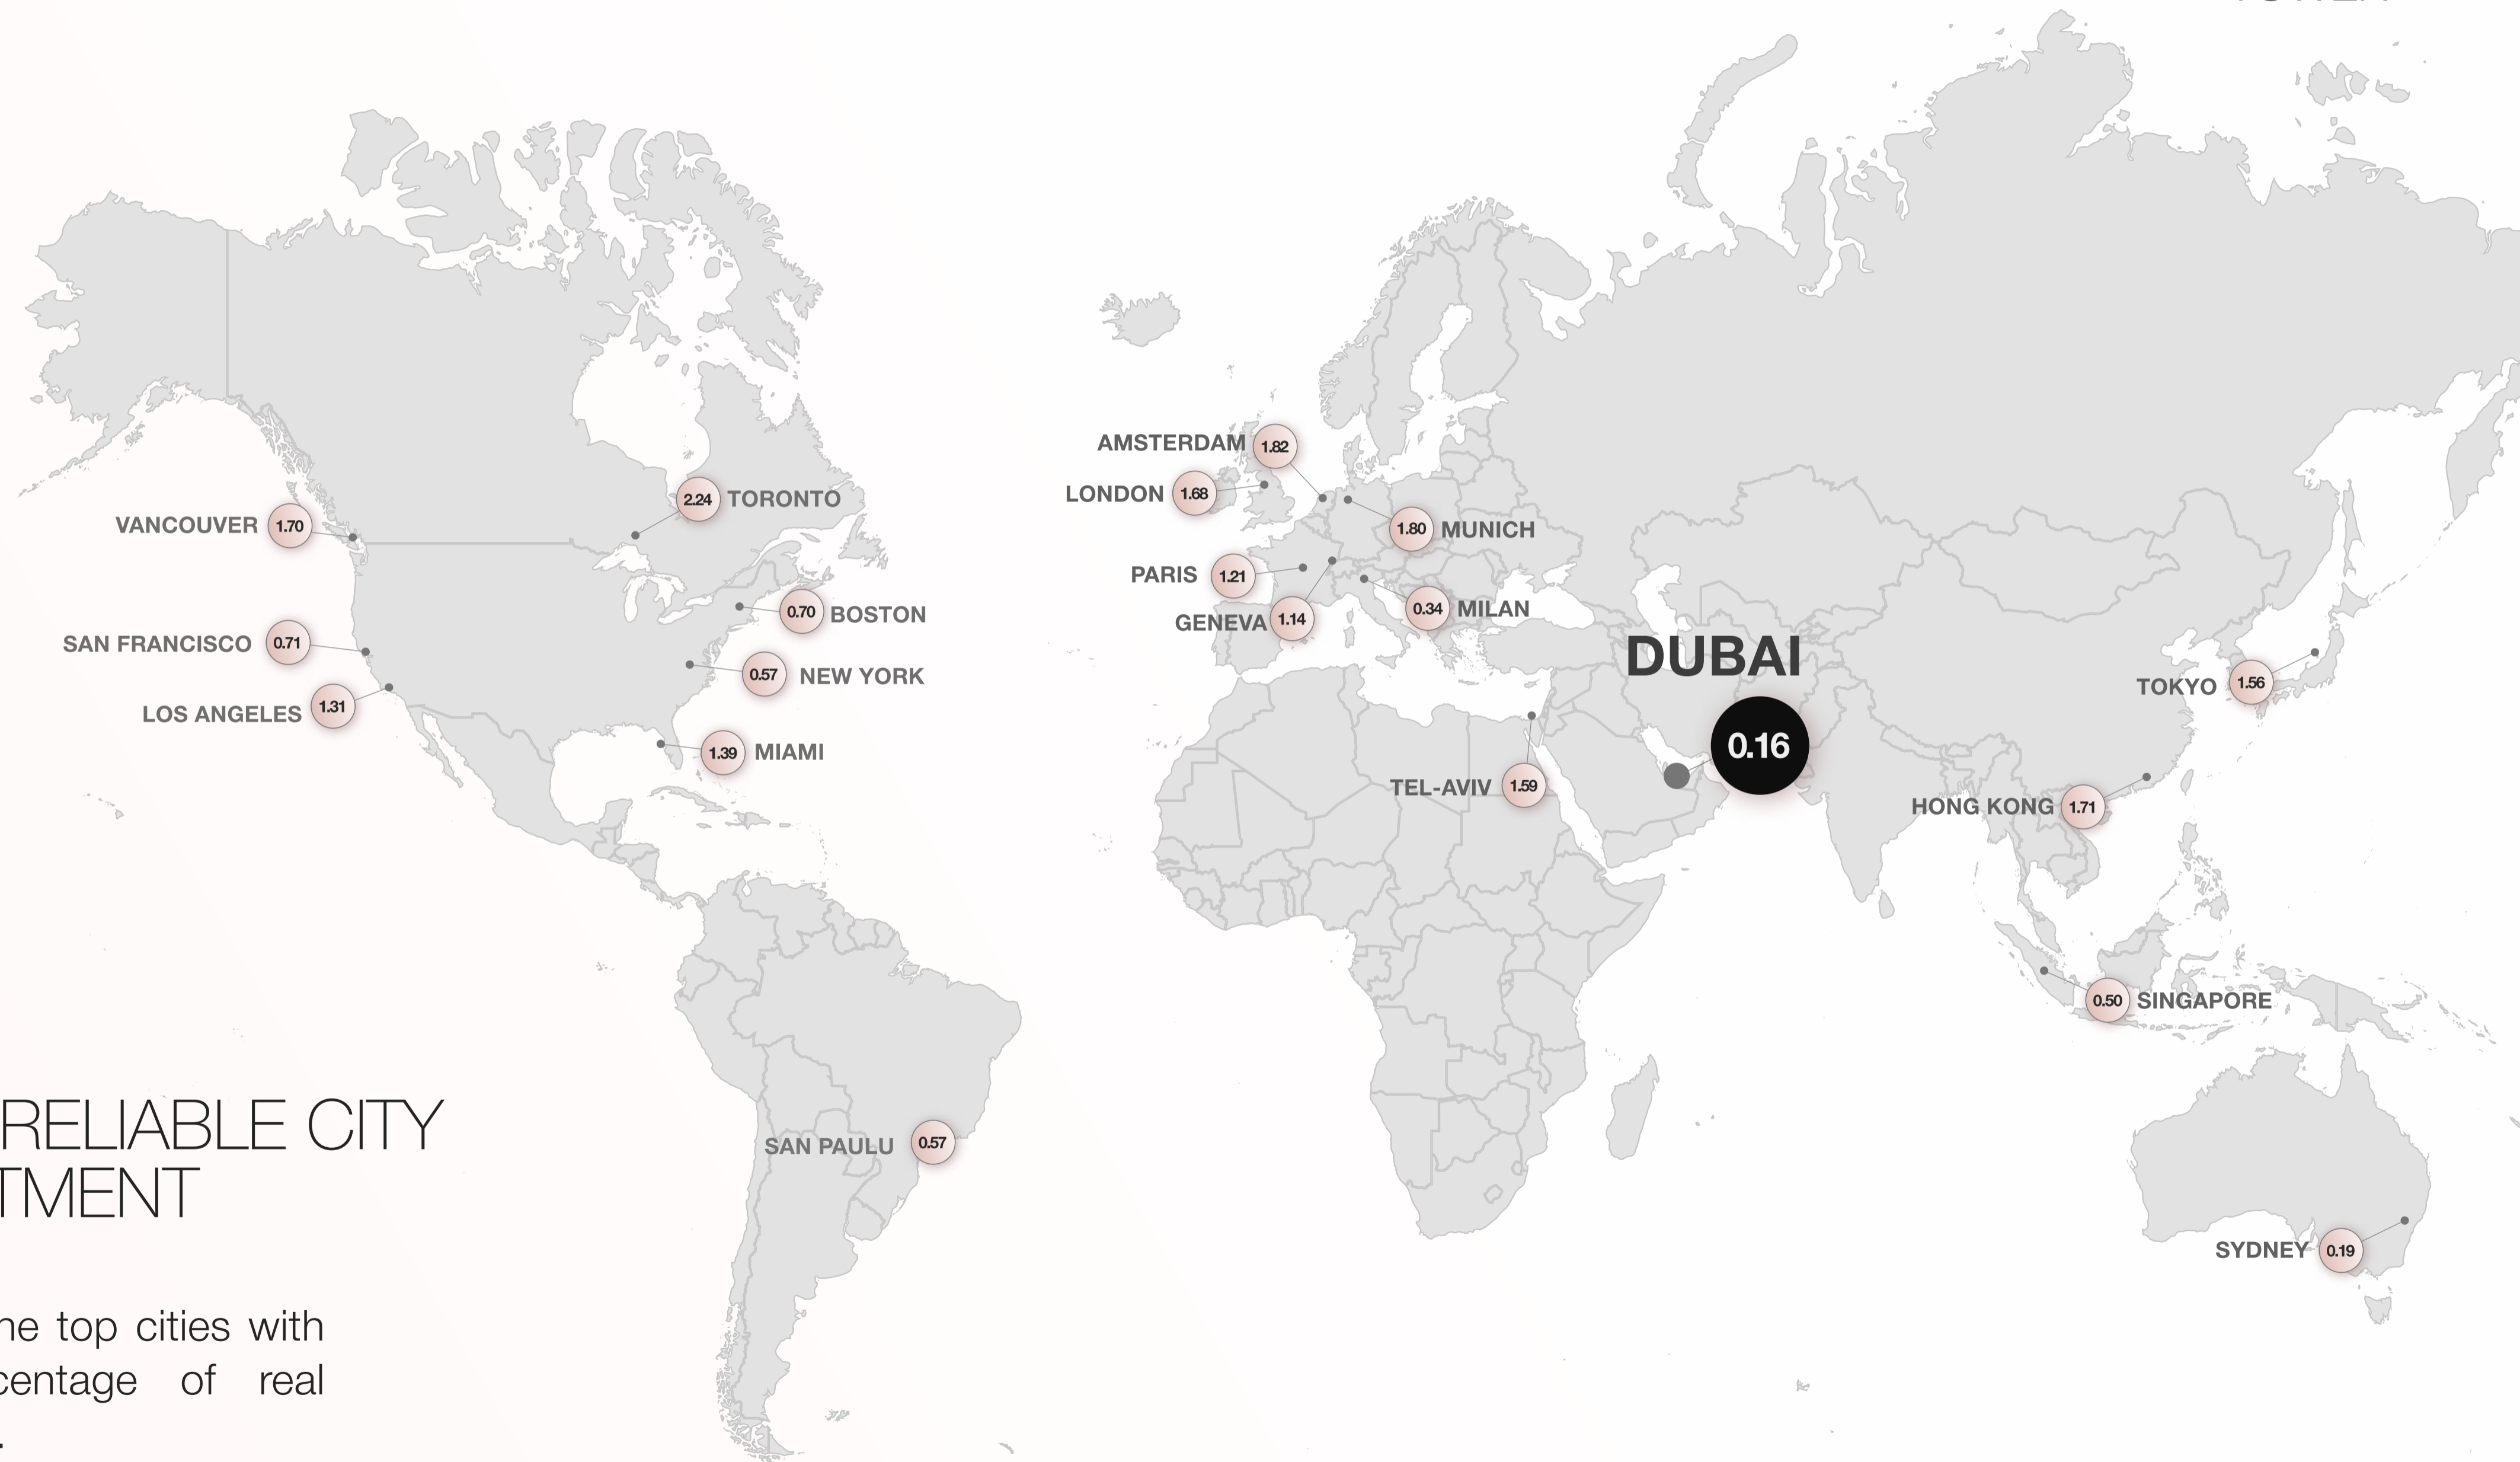 AMSTERDAM 1.82
LONDON 1.68
2.24 TORONTO
VANCOUVER 1.70
1.80 MUNICH
PARIS 1.21
GENEVA 1.14
0.34 MILAN
0.70 BOSTON
SAN FRANCISCO 0.71
0.57 NEW YORK
LOS ANGELES 1.31
1.39 MIAMI
DUBAI
0.16
TOKYO 1.56
TEL-AVIV 1.59
HONG KONG 1.71
0.50 SINGAPORE
SAN PAULU 0.57
SYDNEY 0.19
RELIABLE CITY
TMENT
ne top cities with
centage of real
.